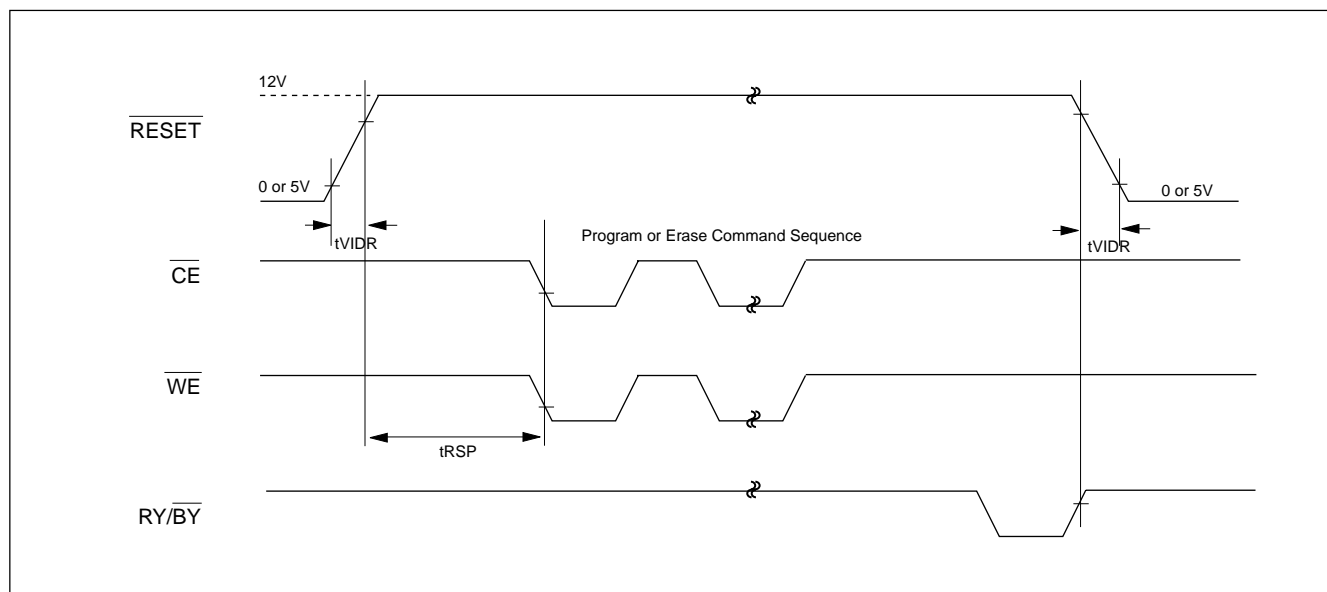 12V
RESET
0 or 5V
0 or 5V
tVIDR
Program or Erase Command Sequence
tVIDR
CE
WE
tRSP
RY/BY